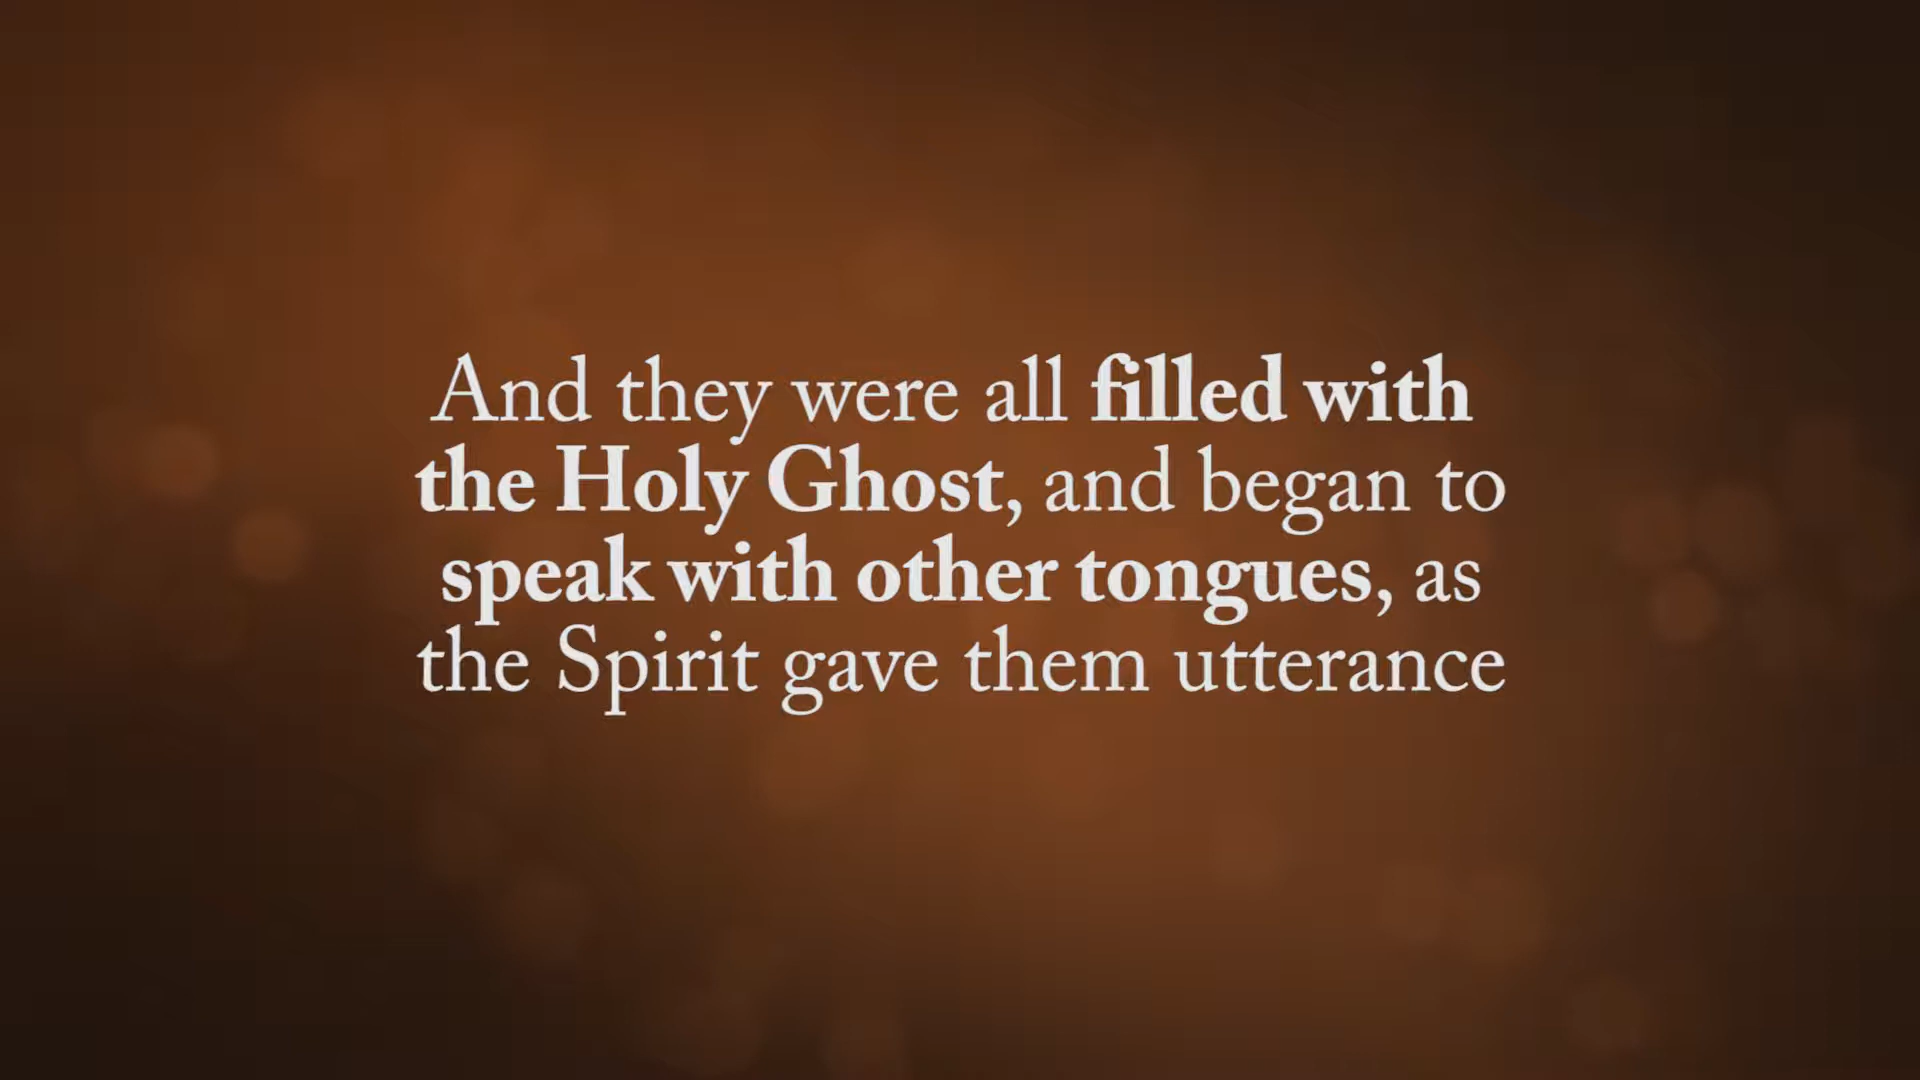 And they were all filled with
the Holy Ghost, and began to
speak with other tongues, as
the Spirit gave them utterance